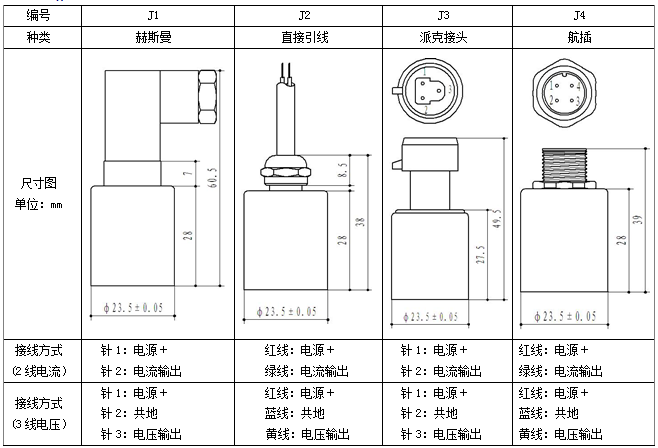 编号 J1 J2 J3 J4
种类 赫斯曼 直接引线 派克接头 航插
尺寸图
单位：mm
7
28
60.5
φ23.5±0.05
8.5
28
38
φ23.5±0.05
1
2
3
27.5
49.5
φ23.5±0.05
1
2
3
4
28
39
φ23.5±0.05
接线方式
(2线电流)
针1：电源＋
针2：电流输出
红线：电源＋
绿线：电流输出
针1：电源＋
针2：电流输出
红线：电源＋
绿线：电流输出
接线方式
(3线电压)
针1：电源＋
针2：共地
针3：电压输出
红线：电源＋
蓝线：共地
黄线：电压输出
针1：电源＋
针2：共地
针3：电压输出
红线：电源＋
蓝线：共地
黄线：电压输出